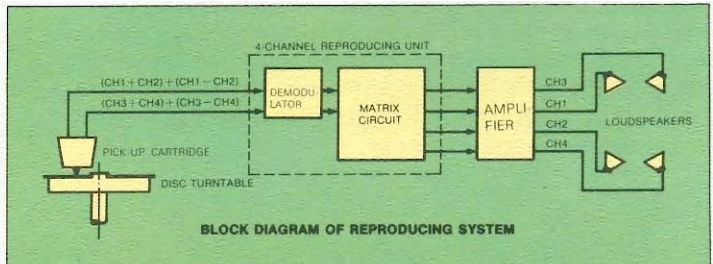 4-CHANNEL REPRODUCING UNIT
(CH1 + CH2) + (CH1 – CH2)
(CH3 + CH4) + (CH3 – CH4)
DEMODU-
LATOR
MATRIX
CIRCUIT
AMPLI-
FIER
CH3
CH1
CH2
CH4
LOUDSPEAKERS
PICK-UP CARTRIDGE
DISC TURNTABLE
BLOCK DIAGRAM OF REPRODUCING SYSTEM